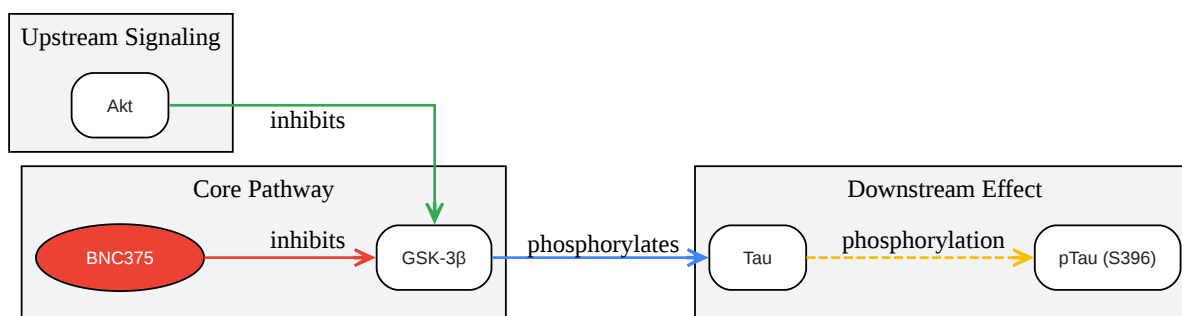 Upstream Signaling
Akt
inhibits
Core Pathway
Downstream Effect
BNC375
inhibits
GSK-3β
phosphorylates
Tau
phosphorylation
pTau (S396)